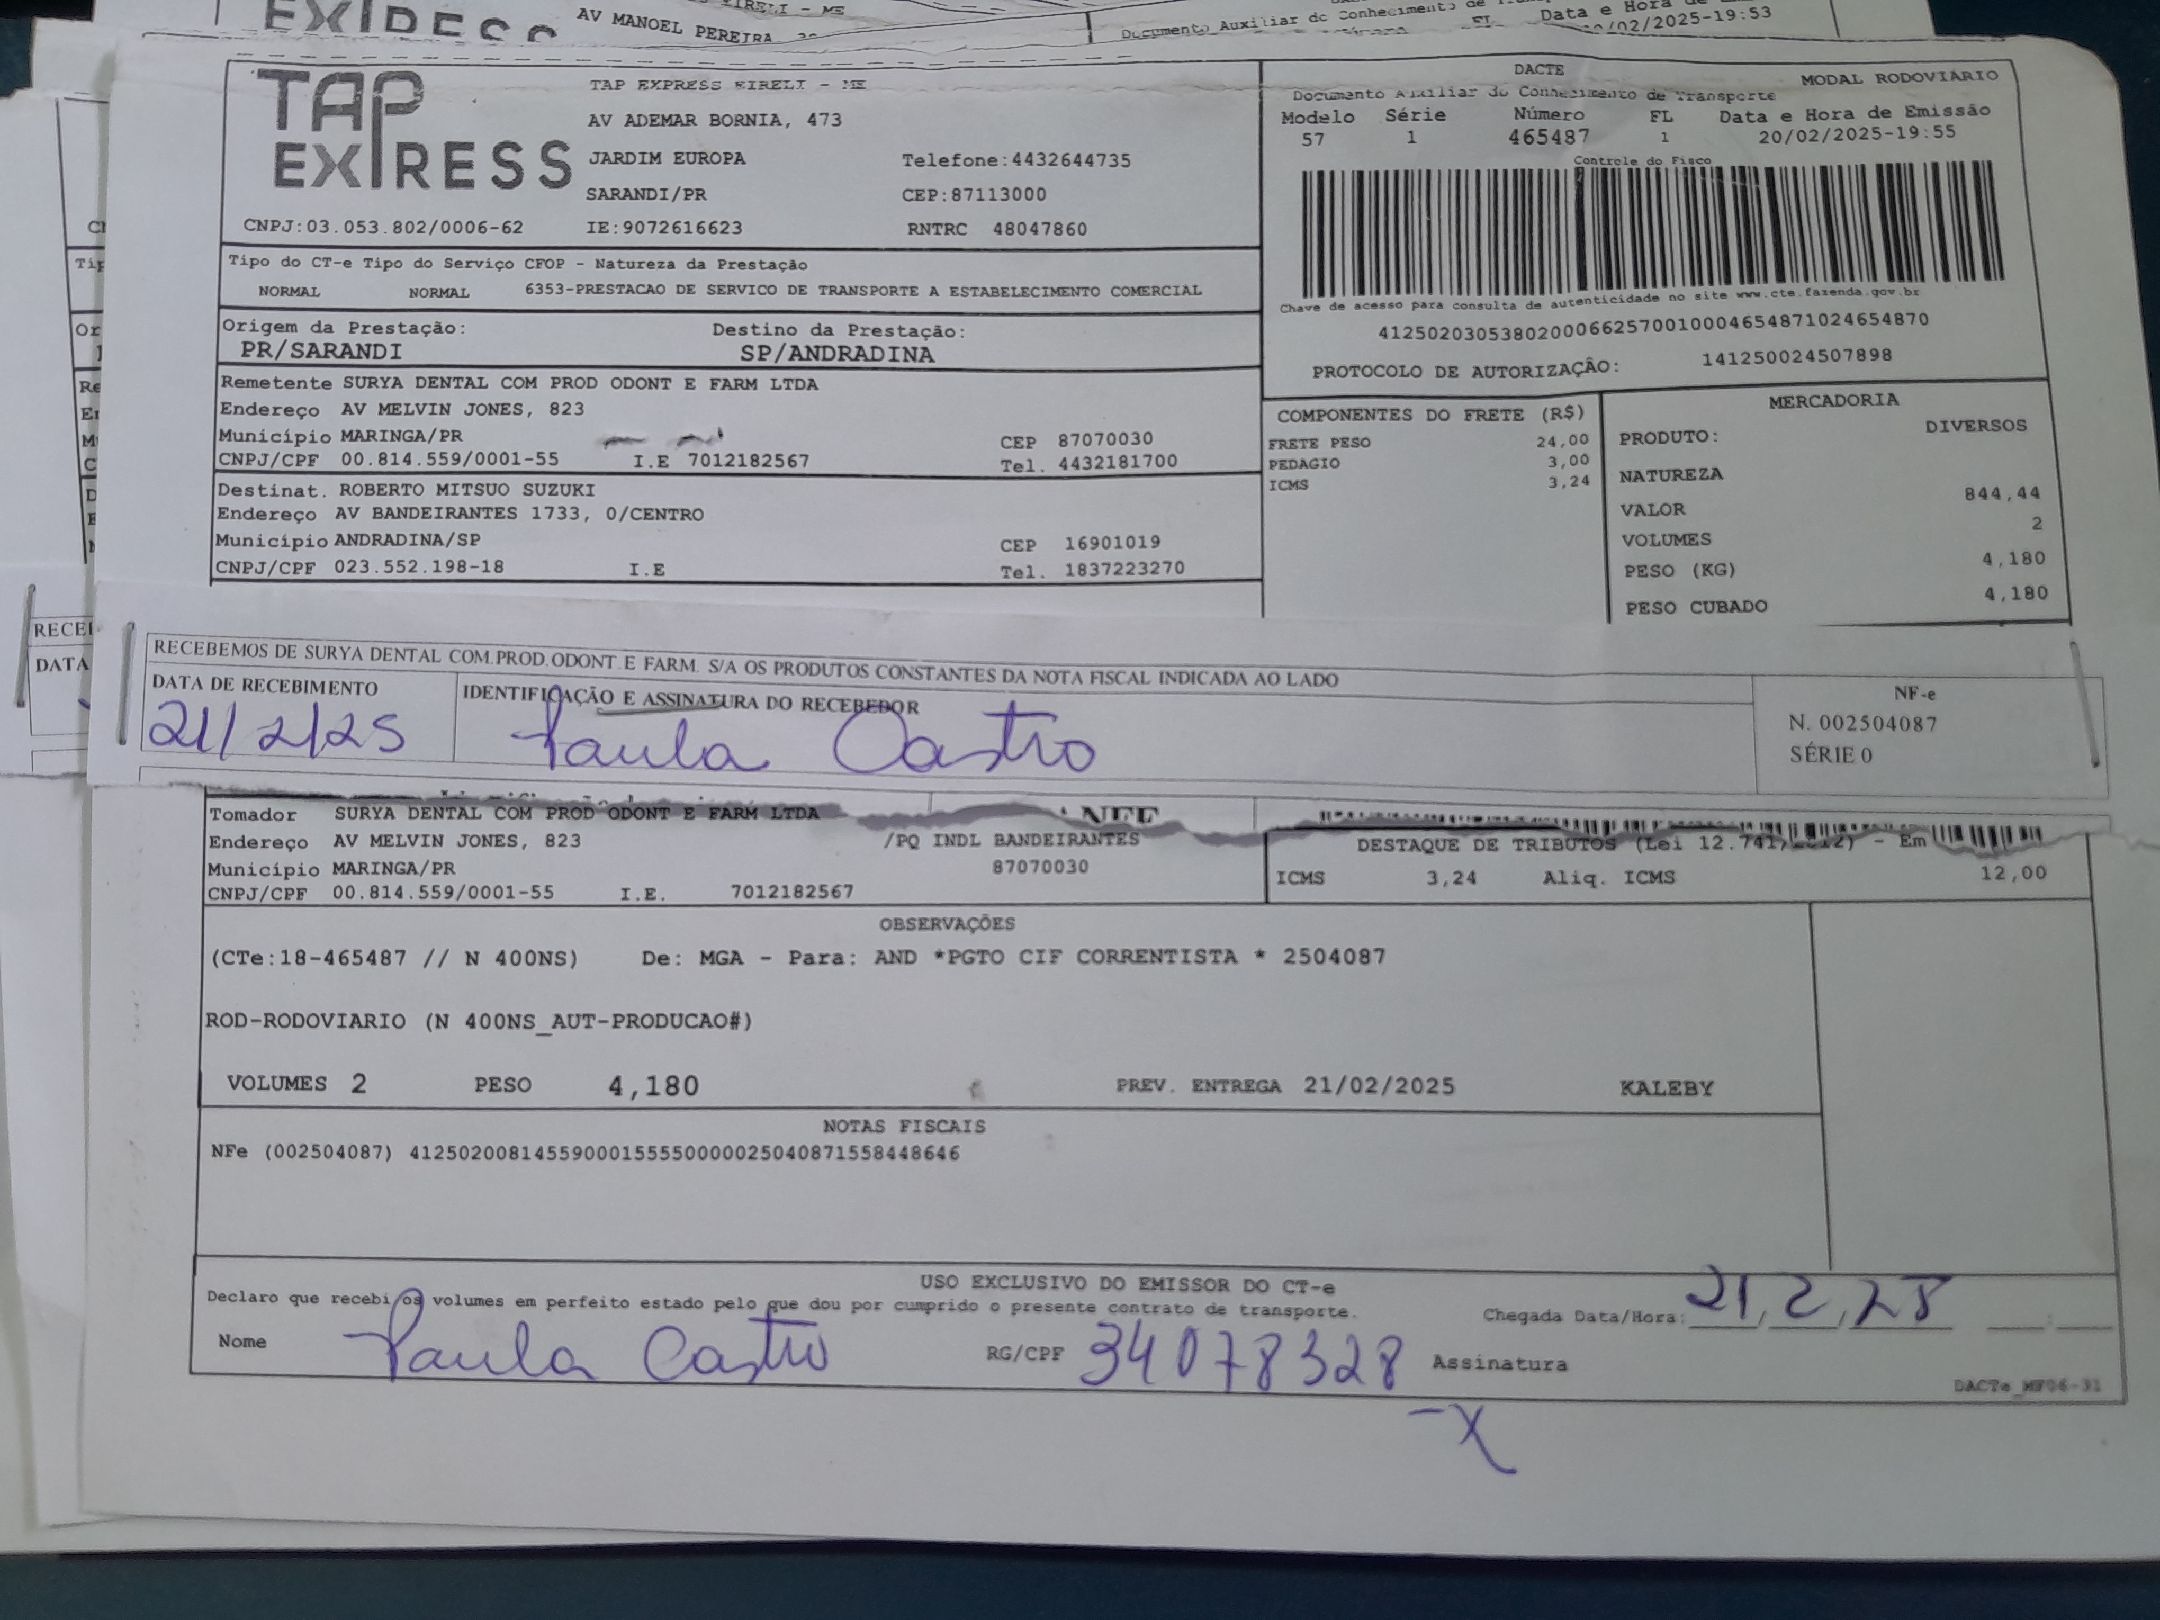 AV MANOEL PEREIRA
Documento Auxiliar do Conhecimento de
Data e Hora de
/02/2025-19:53
TAP
EXPRESS
TAP EXPRESS EIRELI - ME
AV ADEMAR BORNIA, 473
JARDIM EUROPA
Telefone:4432644735
SARANDI/PR
CEP:87113000
CNPJ:03.053.802/0006-62
IE:9072616623
RNTRC 48047860
DACTE
MODAL RODOVIÁRIO
Documento Auxiliar do Conhecimento de Transporte
Modelo Série Número FL Data e Hora de Emissão
57 1 465487 1 20/02/2025-19:55
Controle do Fisco
Chave de acesso para consulta de autenticidade no site www.cte.fazenda.gov.br
41250203053802000662570010004654871024654870
PROTOCOLO DE AUTORIZAÇÃO: 141250024507898
Tipo do CT-e Tipo do Serviço CFOP - Natureza da Prestação
NORMAL NORMAL 6353-PRESTACAO DE SERVICO DE TRANSPORTE A ESTABELECIMENTO COMERCIAL
Origem da Prestação: Destino da Prestação:
PR/SARANDI SP/ANDRADINA
Remetente SURYA DENTAL COM PROD ODONT E FARM LTDA
Endereço AV MELVIN JONES, 823
Município MARINGA/PR CEP 87070030
CNPJ/CPF 00.814.559/0001-55 I.E 7012182567 Tel. 4432181700
Destinat. ROBERTO MITSUO SUZUKI
Endereço AV BANDEIRANTES 1733, 0/CENTRO
Município ANDRADINA/SP CEP 16901019
CNPJ/CPF 023.552.198-18 I.E Tel. 1837223270
COMPONENTES DO FRETE (R$)
FRETE PESO 24,00
PEDAGIO 3,00
ICMS 3,24
MERCADORIA
PRODUTO: DIVERSOS
NATUREZA
VALOR 844,44
VOLUMES 2
PESO (KG) 4,180
PESO CUBADO 4,180
RECEBEMOS DE SURYA DENTAL COM.PROD.ODONT.E FARM. S/A OS PRODUTOS CONSTANTES DA NOTA FISCAL INDICADA AO LADO
DATA DE RECEBIMENTO
21/2/25
IDENTIFICAÇÃO E ASSINATURA DO RECEBEDOR
Paula Castro
NF-e
N. 002504087
SÉRIE 0
Tomador SURYA DENTAL COM PROD ODONT E FARM LTDA
Endereço AV MELVIN JONES, 823 /PQ INDL BANDEIRANTES
Município MARINGA/PR 87070030
CNPJ/CPF 00.814.559/0001-55 I.E. 7012182567
DESTAQUE DE TRIBUTOS (Lei 12.741/2012) - Em
ICMS 3,24 Aliq. ICMS 12,00
OBSERVAÇÕES
(CTe:18-465487 // N 400NS) De: MGA - Para: AND *PGTO CIF CORRENTISTA * 2504087
ROD-RODOVIARIO (N 400NS_AUT-PRODUCAO#)
VOLUMES 2 PESO 4,180 PREV. ENTREGA 21/02/2025 KALEBY
NOTAS FISCAIS
NFe (002504087) 41250200814559000155550000025040871558448646
USO EXCLUSIVO DO EMISSOR DO CT-e
Declaro que recebi os volumes em perfeito estado pelo que dou por cumprido o presente contrato de transporte.
Chegada Data/Hora: 21,2,25
Nome Paula Castro RG/CPF 34078328 Assinatura
-X
DACTe_MF06-31